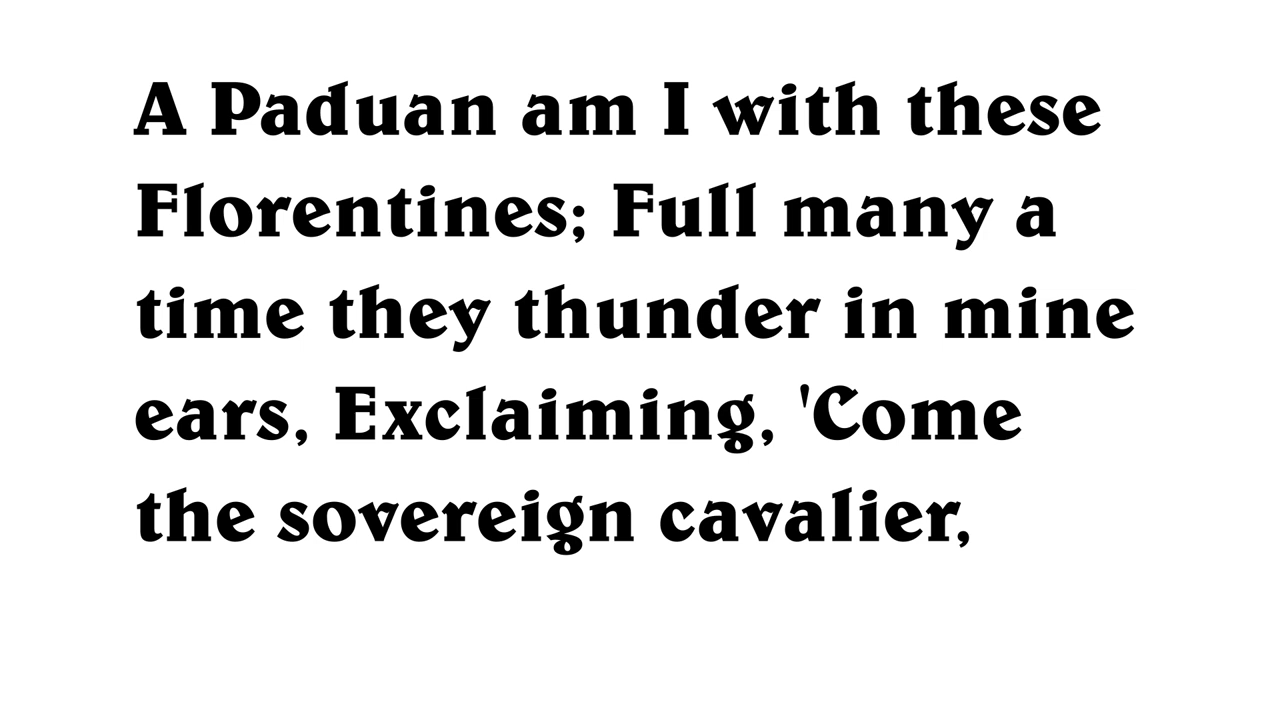 A Paduan am I with these
Florentines; Full many a
time they thunder in mine
ears, Exclaiming, 'Come
the sovereign cavalier,